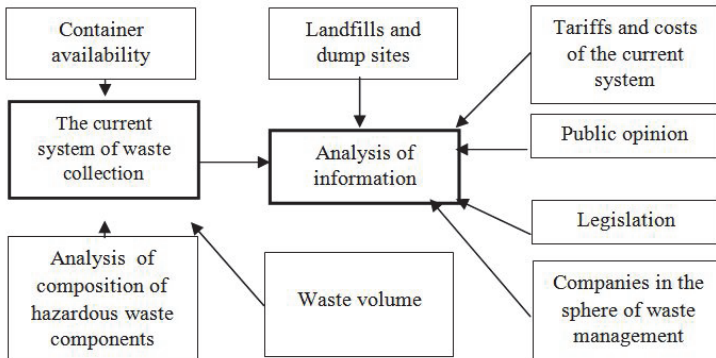 Container
availability
Landfills and
dump sites
Tariffs and costs
of the current
system
The current
system of waste
collection
Analysis of
information
Public opinion
Legislation
Analysis of
composition of
hazardous waste
components
Waste volume
Companies in the
sphere of waste
management